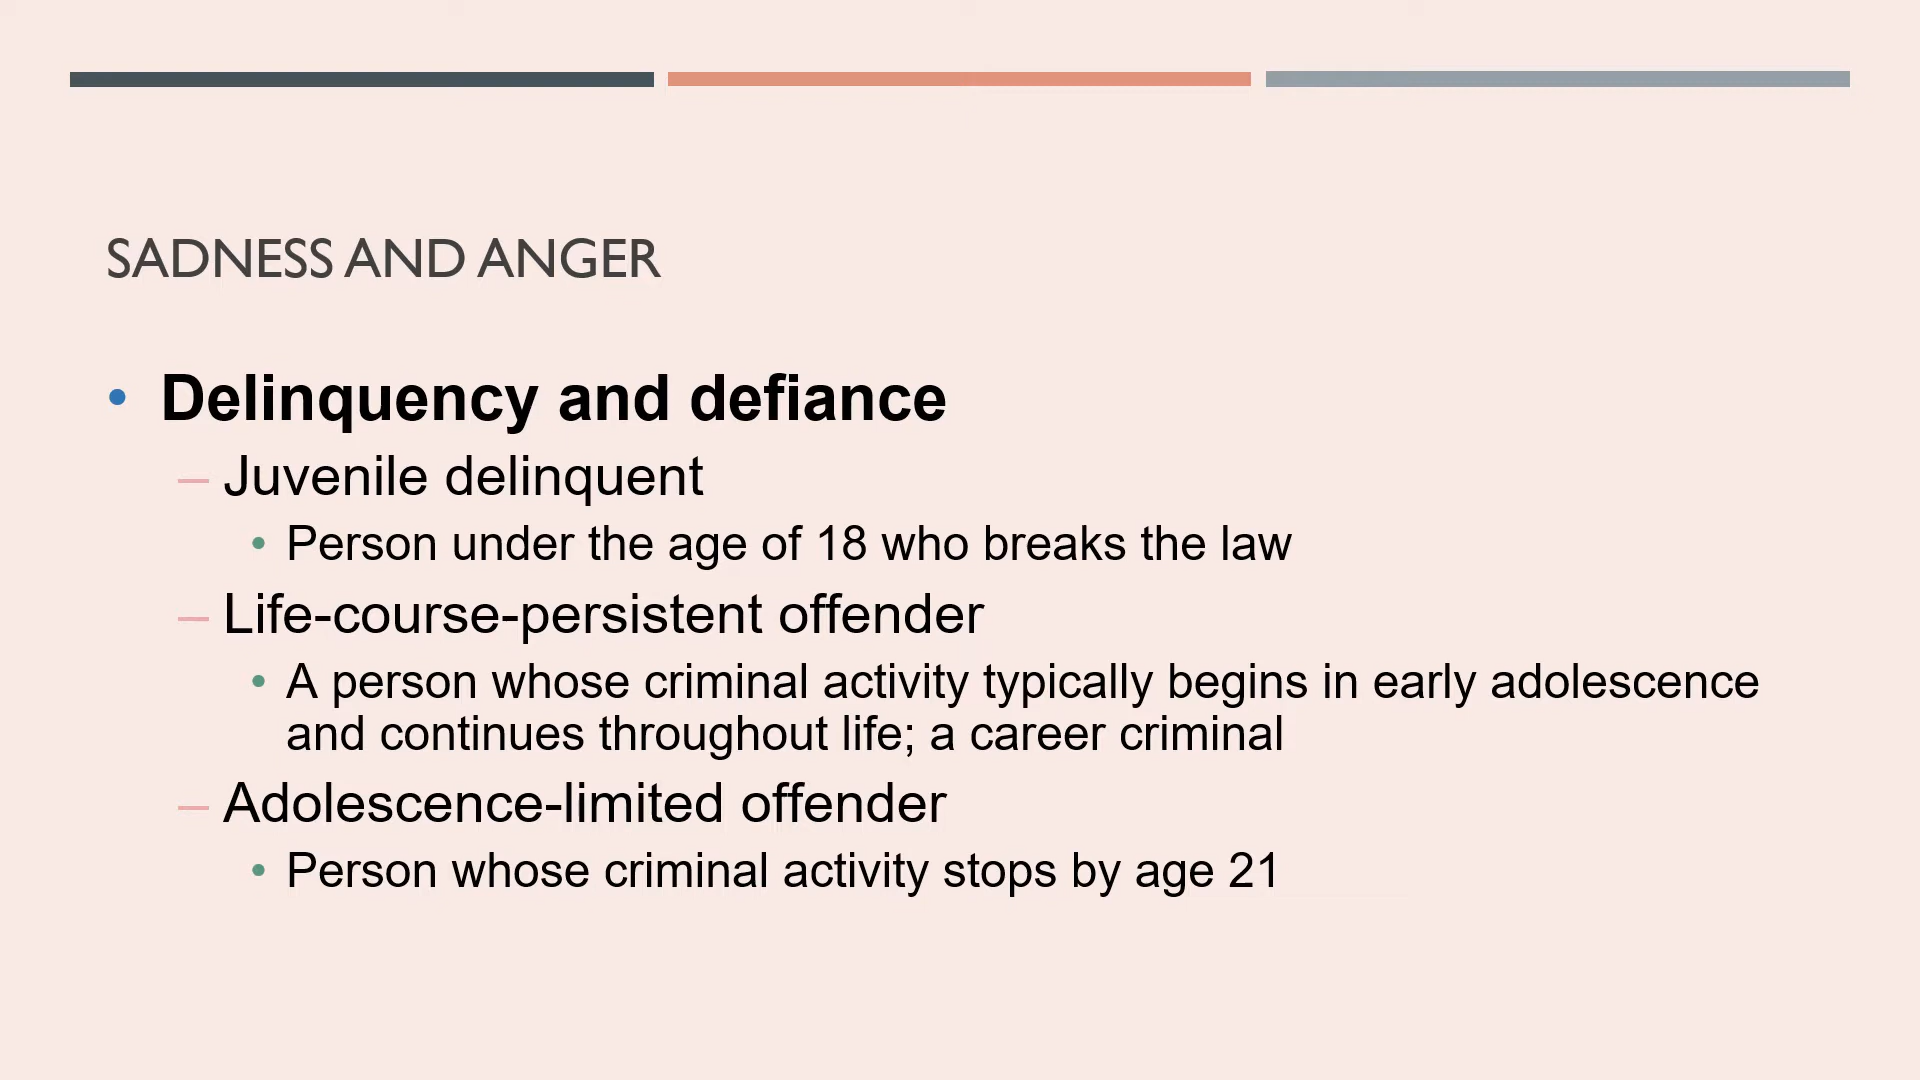 SADNESS AND ANGER
• Delinquency and defiance
– Juvenile delinquent
• Person under the age of 18 who breaks the law
– Life-course-persistent offender
• A person whose criminal activity typically begins in early adolescence
and continues throughout life; a career criminal
– Adolescence-limited offender
• Person whose criminal activity stops by age 21